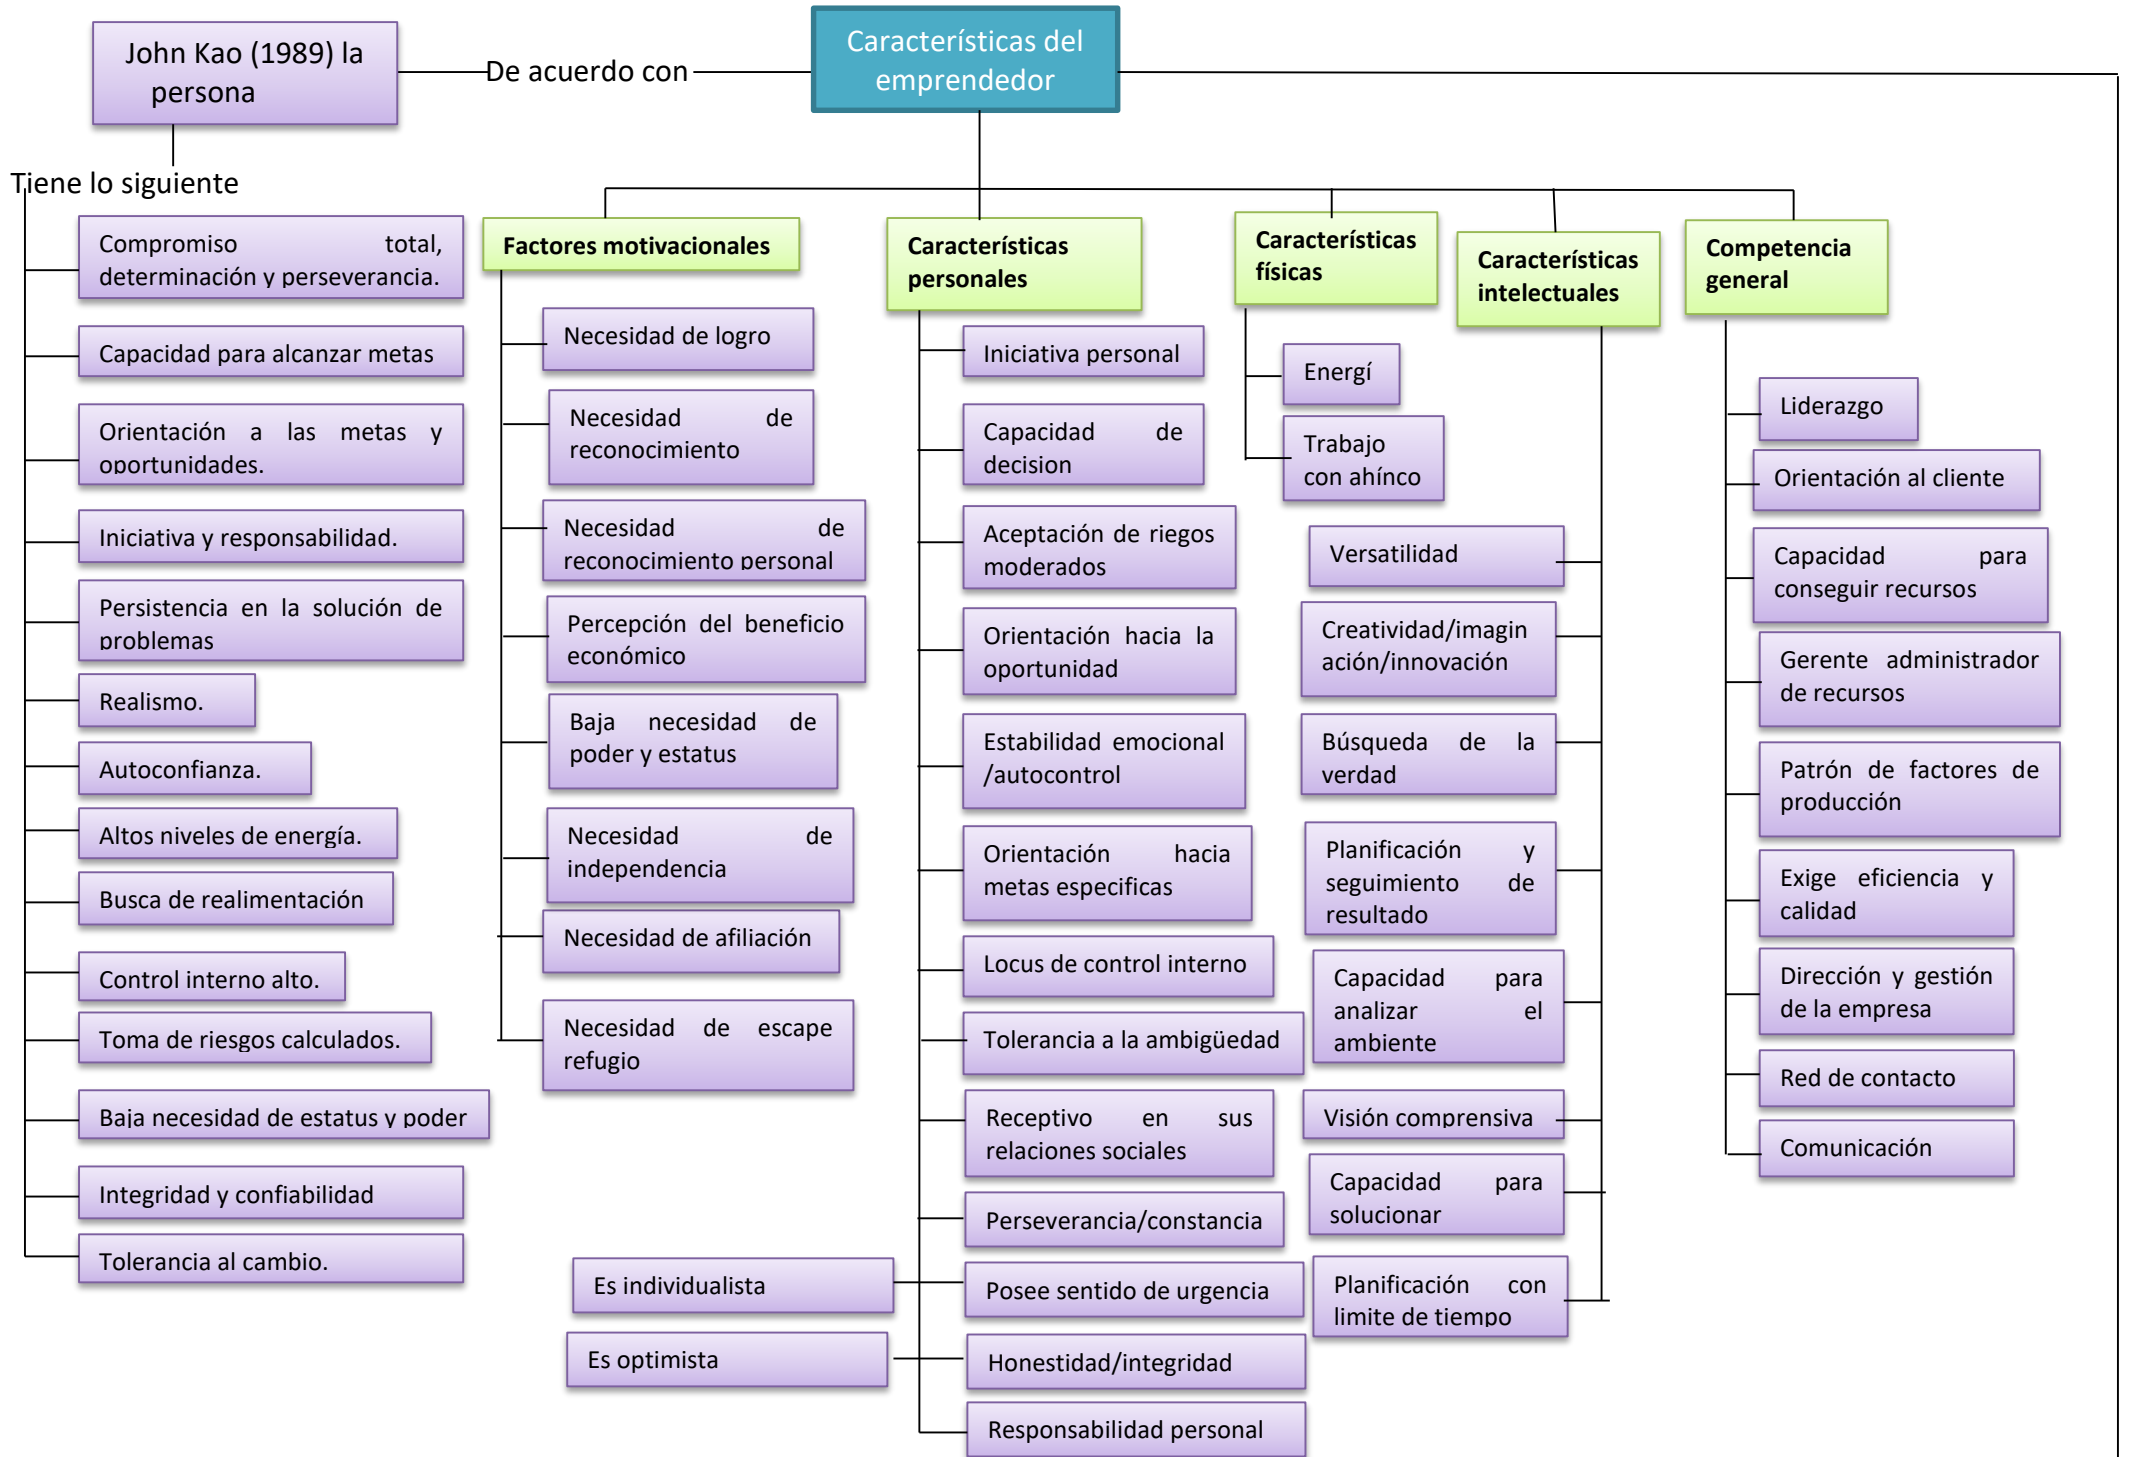 John Kao (1989) la
persona
De acuerdo con
Características del
emprendedor
Tiene lo siguiente
Compromiso total,
determinación y perseverancia.
Capacidad para alcanzar metas
Orientación a las metas y
oportunidades.
Iniciativa y responsabilidad.
Persistencia en la solución de
problemas
Realismo.
Autoconfianza.
Altos niveles de energía.
Busca de realimentación
Control interno alto.
Toma de riesgos calculados.
Baja necesidad de estatus y poder
Integridad y confiabilidad
Tolerancia al cambio.
Factores motivacionales
Necesidad de logro
Necesidad de
reconocimiento
Necesidad de
reconocimiento personal
Percepción del beneficio
económico
Baja necesidad de
poder y estatus
Necesidad de
independencia
Necesidad de afiliación
Necesidad de escape
refugio
Características
personales
Iniciativa personal
Capacidad de
decision
Aceptación de riegos
moderados
Orientación hacia la
oportunidad
Estabilidad emocional
/autocontrol
Orientación hacia
metas especificas
Locus de control interno
Tolerancia a la ambigüedad
Receptivo en sus
relaciones sociales
Perseverancia/constancia
Es individualista
Posee sentido de urgencia
Es optimista
Honestidad/integridad
Responsabilidad personal
Características
físicas
Energí
Trabajo
con ahínco
Características
intelectuales
Versatilidad
Creatividad/imagin
ación/innovación
Búsqueda de la
verdad
Planificación y
seguimiento de
resultado
Capacidad para
analizar el
ambiente
Visión comprensiva
Capacidad para
solucionar
Planificación con
limite de tiempo
Competencia
general
Liderazgo
Orientación al cliente
Capacidad para
conseguir recursos
Gerente administrador
de recursos
Patrón de factores de
producción
Exige eficiencia y
calidad
Dirección y gestión
de la empresa
Red de contacto
Comunicación